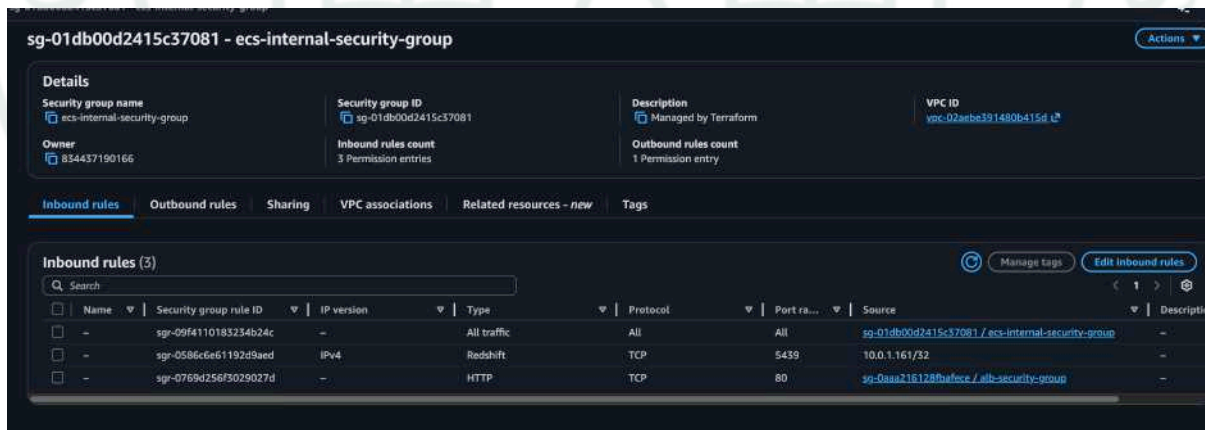 sg-01db00d2415c37081 - ecs-internal-security-group
Actions
Details
Security group name
ecs-internal-security-group
Security group ID
sg-01db00d2415c37081
Description
Managed by Terraform
VPC ID
vpc-02aebe391480b415d
Owner
834437190166
Inbound rules count
3 Permission entries
Outbound rules count
1 Permission entry
Inbound rules Outbound rules Sharing VPC associations Related resources - new Tags
Inbound rules (3)
Manage tags Edit inbound rules
Search
1
Name Security group rule ID IP version Type Protocol Port ra... Source Descripti
- sgr-09f4110183234b24c - All traffic All All sg-01db00d2415c37081 / ecs-internal-security-group -
- sgr-0586c6e61192d9aed IPv4 Redshift TCP 5439 10.0.1.161/32 -
- sgr-0769d256f3029027d - HTTP TCP 80 sg-0aaa216128fbafece / alb-security-group -